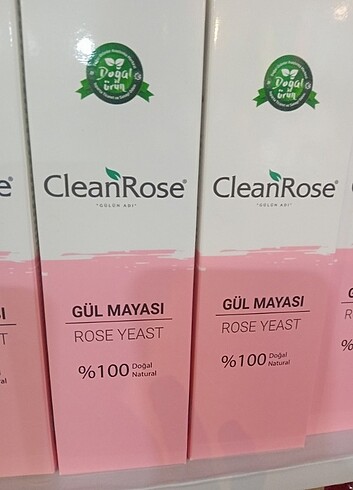 Doğal
Ürün
CleanRose®
"GÜLÜN ADI"
GÜL MAYASI
ROSE YEAST
%100 Doğal
Natural
Doğal
Ürün
CleanRose®
"GÜLÜN ADI"
GÜL MAYASI
ROSE YEAST
%100 Doğal
Natural